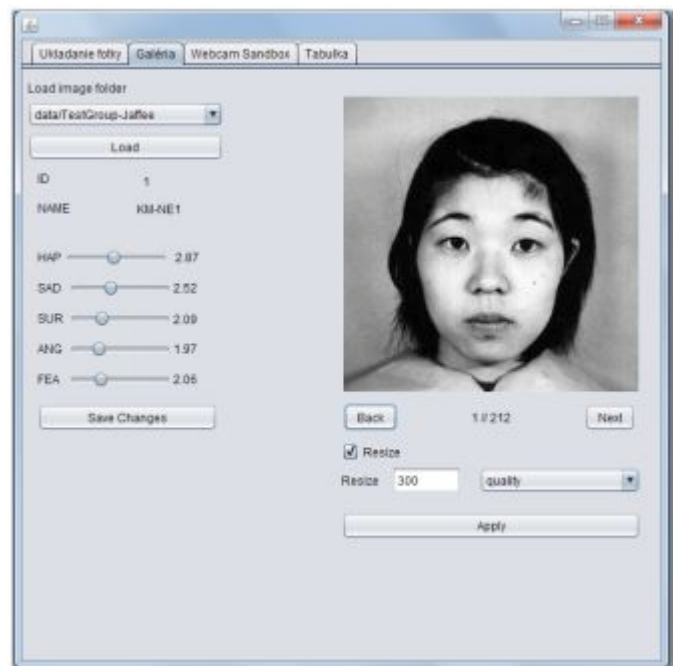 Ukladanie fotky Galéria Webcam Sandbox Tabuľka
Load image folder
data/TestGroup-Jaffee
Load
ID 1
NAME KM-NE1
HAP 2.87
SAD 2.52
SUR 2.09
ANG 1.97
FEA 2.06
Save Changes
Back 1 // 212 Next
Resize
Resize 300 quality
Apply